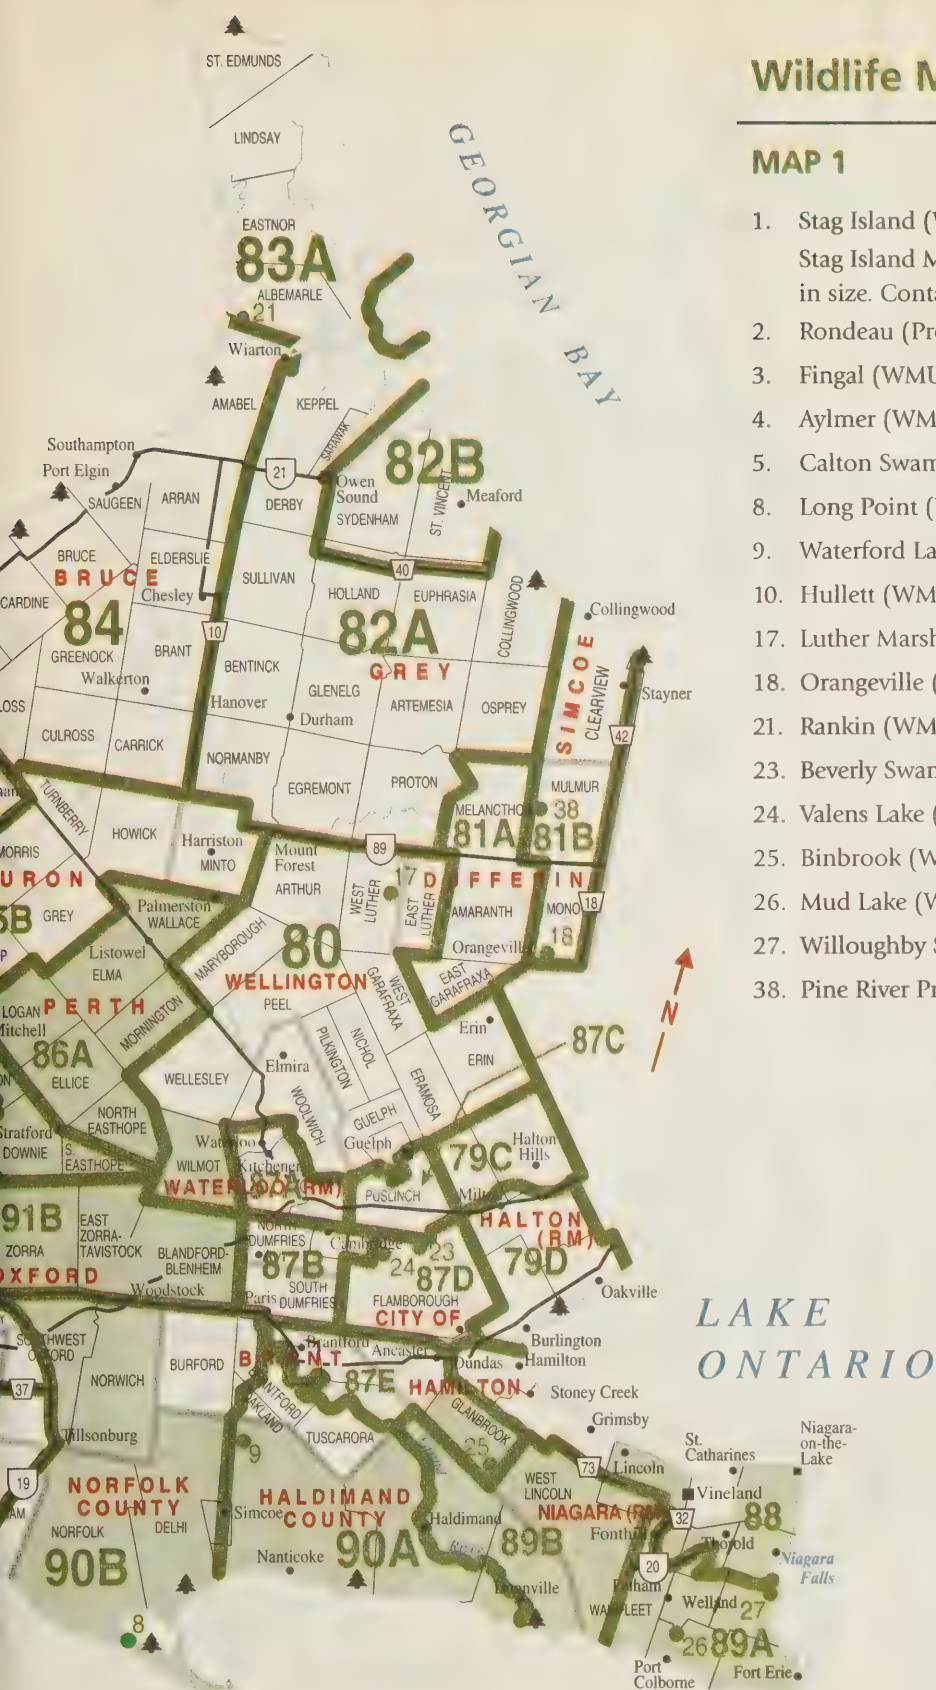 ST. EDMUNDS
LINDSAY
EASTNOR
83A
ALBEMARLE
21
Wiarton
GEORGIAN BAY
AMABEL
KEPPEL
SARAWAK
Southampton
Port Elgin
21
Owen
Sound
82B
ST. VINCENT
Meaford
SAUGEEN
ARRAN
DERBY
SYDENHAM
BRUCE
ELDERSLIE
BRUCE
SULLIVAN
40
HOLLAND
EUPHRASIA
COLLINGWOOD
Collingwood
CARDINE
84
Chesley
10
82A
GREENOCK
BRANT
BENTINCK
GREY
SIMCOE
CLEARVIEW
Walkerton
GLENELG
Stayner
Hanover
Durham
ARTEMESIA
OSPREY
CULROSS
CARRICK
NORMANBY
42
EGREMONT
PROTON
MULMUR
TURNBERRY
HOWICK
Harriston
MINTO
MELANCTHO
38
81A
81B
MORRIS
Mount
Forest
89
URON
ARTHUR
17
DUFFERIN
WEST
LUTHER
EAST
LUTHER
AMARANTH
MONO
18
5B
GREY
Palmerston
WALLACE
80
Orangeville
18
Listowel
ELMA
MARYBOROUGH
WELLINGTON
EAST
GARAFRAXA
WEST
GARAFRAXA
LOGAN
PERTH
MORNINGTON
PEEL
N
Mitchell
86A
PILKINGTON
NICHOL
Erin
ERIN
87C
ELLICE
WELLESLEY
Elmira
ERAMOSA
NORTH
EASTHOPE
WOOLWICH
GUELPH
Stratford
Waterloo
Guelph
79C
Halton
Hills
DOWNIE
S.
EASTHOPE
WILMOT
Kitchener
WATERLOO (RM)
PUSLINCH
Milton
91B
EAST
ZORRA-
TAVISTOCK
HALTON
(RM)
ZORRA
NORTH
DUMFRIES
Cambridge
23
79D
BLANDFORD-
BLENHEIM
87B
24
87D
OXFORD
Woodstock
Paris
SOUTH
DUMFRIES
FLAMBOROUGH
CITY OF
Oakville
LAKE
ONTARIO
Burlington
Brantford
Ancaster
Dundas
Hamilton
NORWICH
BURFORD
BRANT
87E
HAMILTON
Stoney Creek
37
OAKLAND
TUSCARORA
GLANBROOK
Grimsby
Tillsonburg
9
25
73
Lincoln
St.
Catharines
Niagara-
on-the-
Lake
19
NORFOLK
COUNTY
HALDIMAND
COUNTY
WEST
LINCOLN
NIAGARA (RM)
Vineland
32
88
Simcoe
Haldimand
NORFOLK
DELHI
90B
Nanticoke
90A
89B
Fonthill
Thorold
20
Niagara
Falls
Dunnville
Pelham
WAINFLEET
Welland
27
8
26
89A
Port
Colborne
Fort Erie
Wildlife M
MAP 1
1. Stag Island (W
Stag Island M
in size. Conta
2. Rondeau (Pro
3. Fingal (WMU
4. Aylmer (WM
5. Calton Swam
8. Long Point (
9. Waterford La
10. Hullett (WM
17. Luther Marsh
18. Orangeville (
21. Rankin (WM
23. Beverly Swam
24. Valens Lake (
25. Binbrook (W
26. Mud Lake (W
27. Willoughby S
38. Pine River Pr